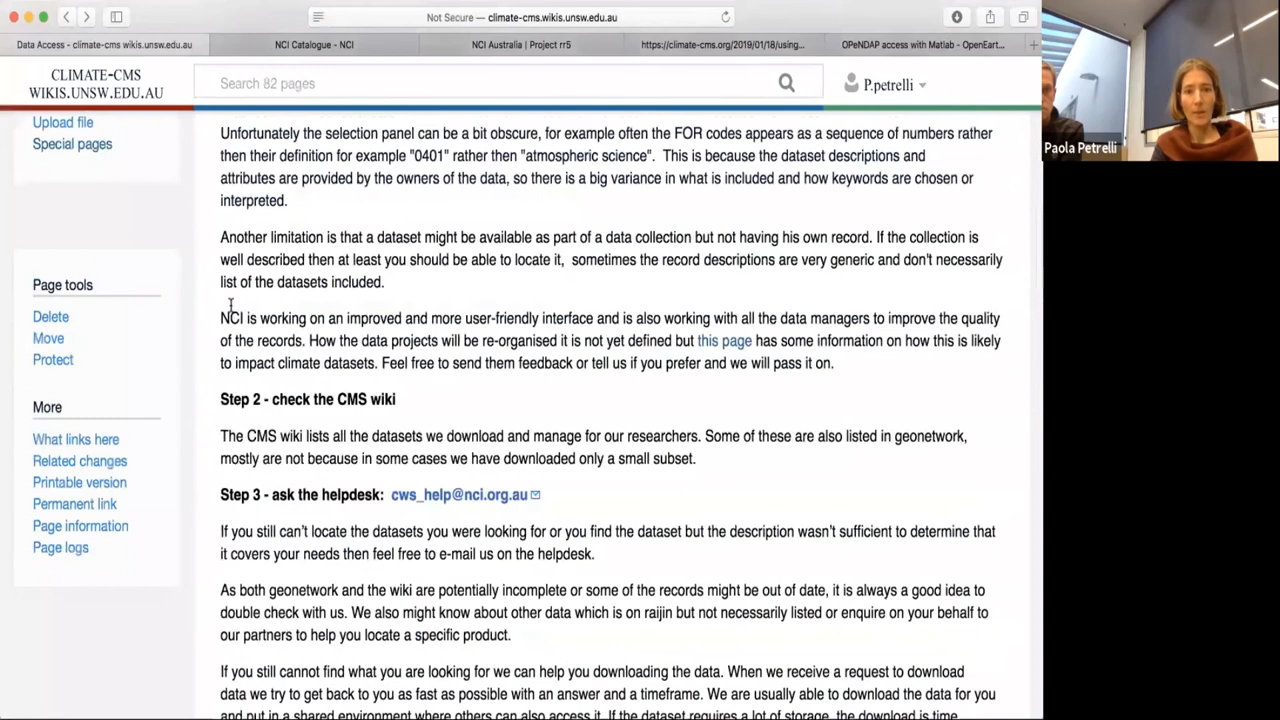 Not Secure — climate-cms.wikis.unsw.edu.au
Data Access - climate-cms.wikis.unsw.edu.au
NCI Catalogue - NCI
NCI Australia | Project rr5
https://climate-cms.org/2019/01/18/using...
OPeNDAP access with Matlab - OpenEart...
CLIMATE-CMS
WIKIS.UNSW.EDU.AU
Search 82 pages
P.petrelli
Paola Petrelli
Upload file
Special pages
Page tools
Delete
Move
Protect
More
What links here
Related changes
Printable version
Permanent link
Page information
Page logs
Unfortunately the selection panel can be a bit obscure, for example often the FOR codes appears as a sequence of numbers rather
then their definition for example "0401" rather then "atmospheric science". This is because the dataset descriptions and
attributes are provided by the owners of the data, so there is a big variance in what is included and how keywords are chosen or
interpreted.
Another limitation is that a dataset might be available as part of a data collection but not having his own record. If the collection is
well described then at least you should be able to locate it, sometimes the record descriptions are very generic and don't necessarily
list of the datasets included.
NCI is working on an improved and more user-friendly interface and is also working with all the data managers to improve the quality
of the records. How the data projects will be re-organised it is not yet defined but this page has some information on how this is likely
to impact climate datasets. Feel free to send them feedback or tell us if you prefer and we will pass it on.
Step 2 - check the CMS wiki
The CMS wiki lists all the datasets we download and manage for our researchers. Some of these are also listed in geonetwork,
mostly are not because in some cases we have downloaded only a small subset.
Step 3 - ask the helpdesk: cws_help@nci.org.au
If you still can't locate the datasets you were looking for or you find the dataset but the description wasn't sufficient to determine that
it covers your needs then feel free to e-mail us on the helpdesk.
As both geonetwork and the wiki are potentially incomplete or some of the records might be out of date, it is always a good idea to
double check with us. We also might know about other data which is on raijin but not necessarily listed or enquire on your behalf to
our partners to help you locate a specific product.
If you still cannot find what you are looking for we can help you downloading the data. When we receive a request to download
data we try to get back to you as fast as possible with an answer and a timeframe. We are usually able to download the data for you
and put in a shared environment where others can also access it. If the dataset requires a lot of storage, the download is time